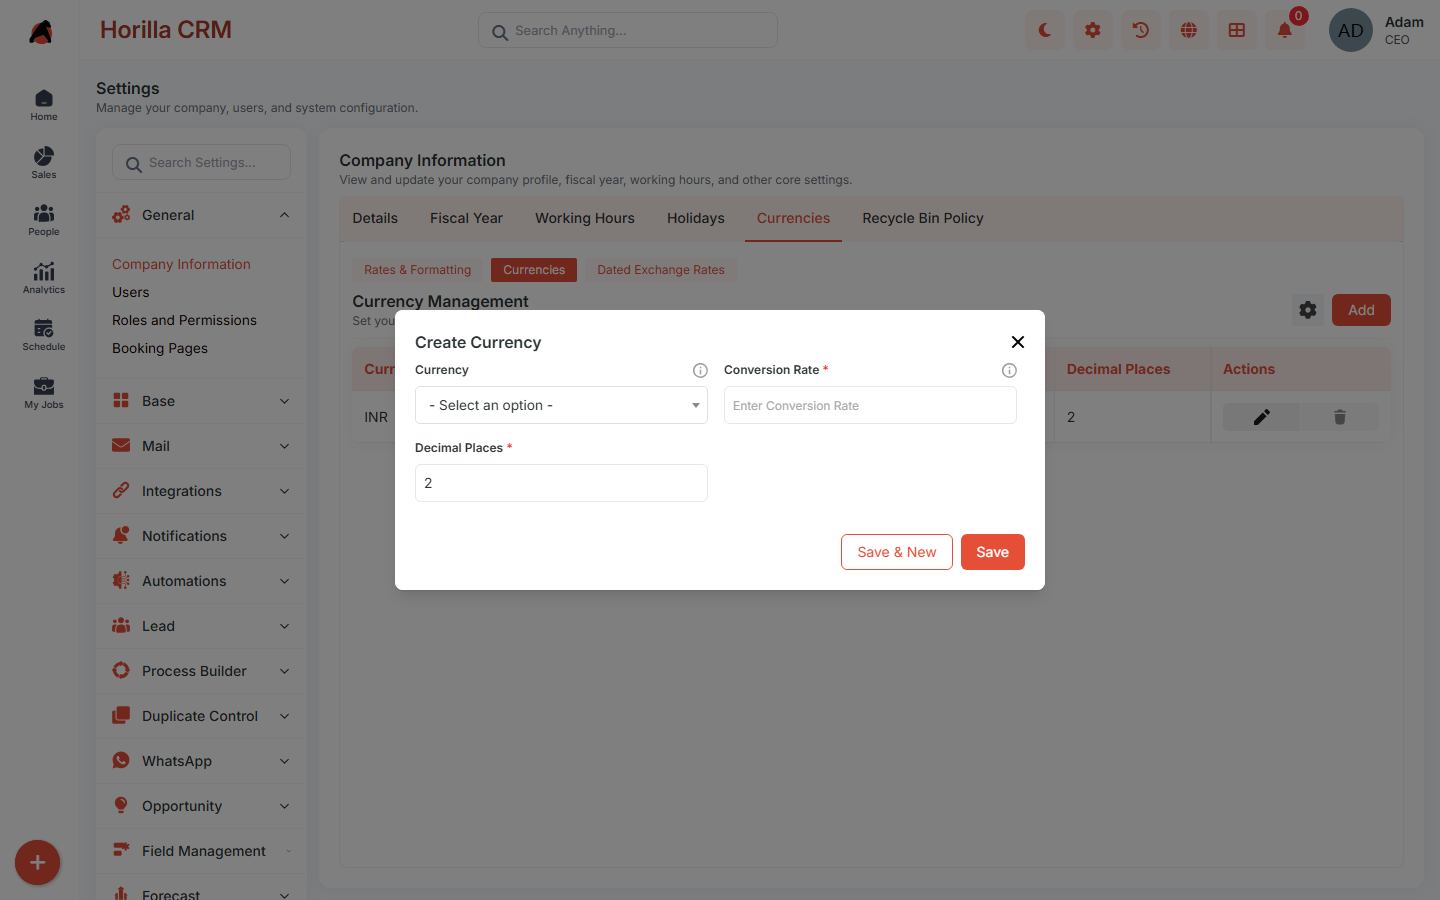 Horilla CRM
Search Anything...
0
AD
Adam
CEO
Home
Sales
People
Analytics
Schedule
My Jobs
Settings
Manage your company, users, and system configuration.
Search Settings...
General
Company Information
Users
Roles and Permissions
Booking Pages
Base
Mail
Integrations
Notifications
Automations
Lead
Process Builder
Duplicate Control
WhatsApp
Opportunity
Field Management
Forecast
Company Information
View and update your company profile, fiscal year, working hours, and other core settings.
Details Fiscal Year Working Hours Holidays Currencies Recycle Bin Policy
Rates & Formatting Currencies Dated Exchange Rates
Currency Management
Set you
Add
Curr Decimal Places Actions
INR 2
Create Currency
Currency
- Select an option -
Conversion Rate *
Enter Conversion Rate
Decimal Places *
2
Save & New Save